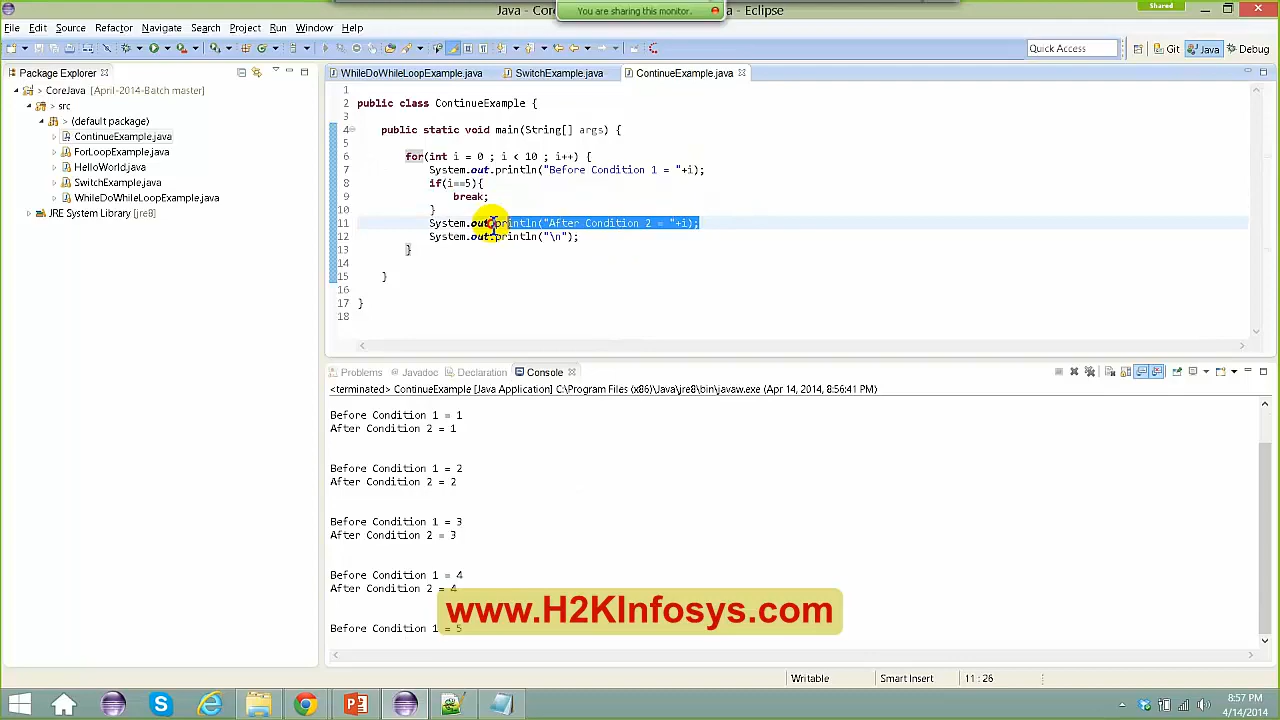 Java - Cor
You are sharing this monitor.
a - Eclipse
Shared
File Edit Source Refactor Navigate Search Project Run Window Help
Quick Access
Git
Java
Debug
Package Explorer
WhileDoWhileLoopExample.java
SwitchExample.java
ContinueExample.java
CoreJava [April-2014-Batch master]
src
(default package)
ContinueExample.java
ForLoopExample.java
HelloWorld.java
SwitchExample.java
WhileDoWhileLoopExample.java
JRE System Library [jre8]
1
2 public class ContinueExample {
3
4 public static void main(String[] args) {
5
6 for(int i = 0 ; i < 10 ; i++) {
7 System.out.println("Before Condition 1 = "+i);
8 if(i==5){
9 break;
10 }
11 System.out.println("After Condition 2 = "+i);
12 System.out.println("\n");
13 }
14
15 }
16
17 }
18
Problems Javadoc Declaration Console
<terminated> ContinueExample [Java Application] C:\Program Files (x86)\Java\jre8\bin\javaw.exe (Apr 14, 2014, 8:56:41 PM)
Before Condition 1 = 1
After Condition 2 = 1
Before Condition 1 = 2
After Condition 2 = 2
Before Condition 1 = 3
After Condition 2 = 3
Before Condition 1 = 4
After Condition 2 = 4
Before Condition 1 = 5
www.H2KInfosys.com
Writable
Smart Insert
11 : 26
8:57 PM
4/14/2014